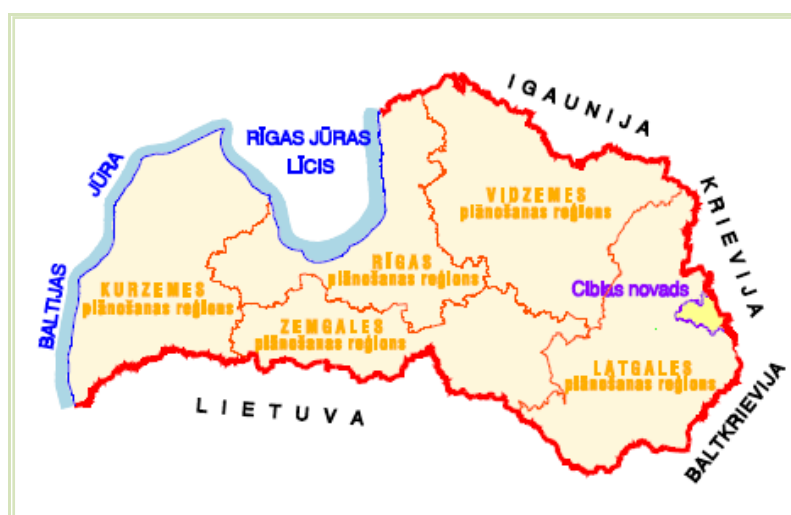 IGAUNIJA
RĪGAS JŪRAS
LĪCIS
JŪRA
KRIEVIJA
VIDZEMES
plānošanas reģions
RĪGAS
plānošanas reģions
Ciblas novads
KURZEMES
plānošanas reģions
BALTIJAS
ZEMGALES
plānošanas reģions
LATGALES
plānošanas reģions
LIETUVA
BALTKRIEVIJA